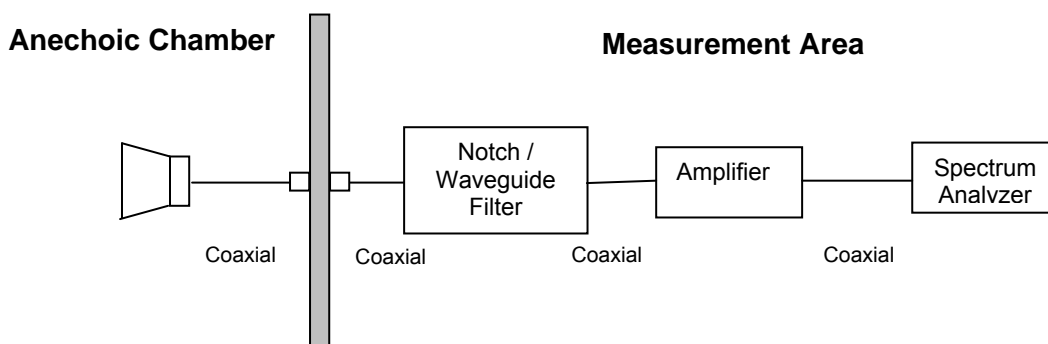 Anechoic Chamber
Measurement Area
Notch /
Waveguide
Filter
Amplifier
Spectrum
Analvzer
Coaxial
Coaxial
Coaxial
Coaxial